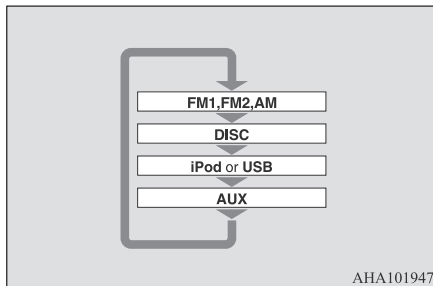 FM1,FM2,AM
DISC
iPod or USB
AUX
AHA101947